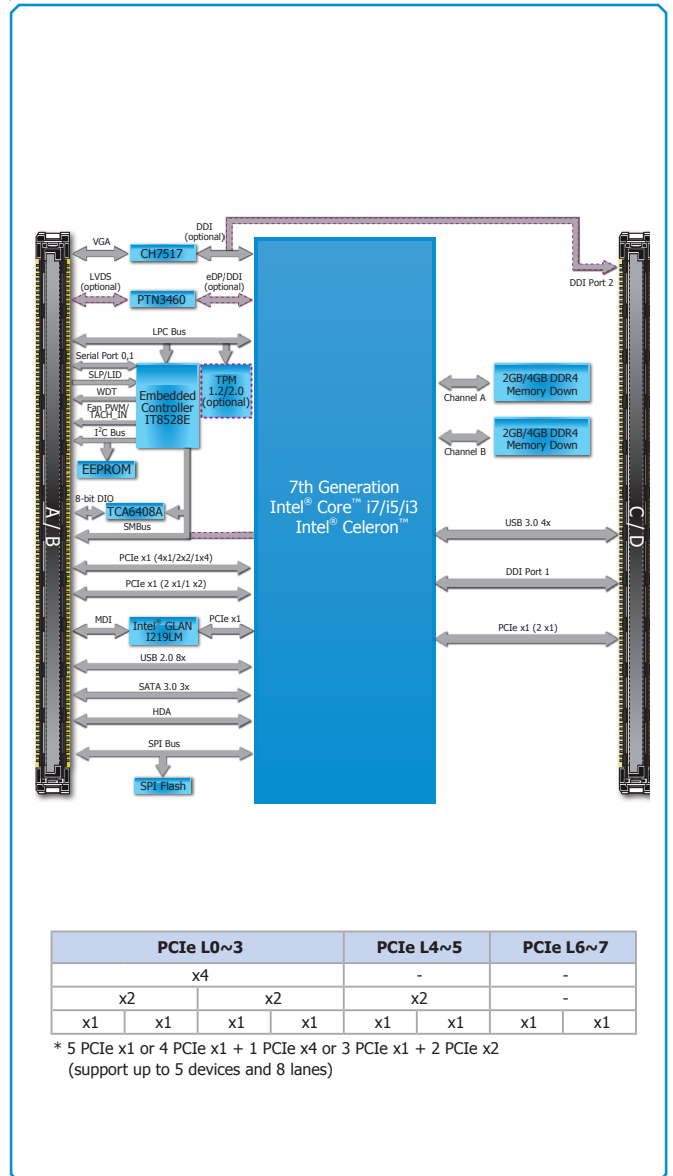 DDI
(optional)
VGA
CH7517
DDI Port 2
LVDS
(optional)
eDP/DDI
(optional)
PTN3460
LPC Bus
Serial Port 0,1
SLP/LID
WDT
Fan PWM/
TACH_IN
I²C Bus
Embedded
Controller
IT8528E
TPM
1.2/2.0
(optional)
EEPROM
8-bit DIO
TCA6408A
SMBus
A / B
PCIe x1 (4x1/2x2/1x4)
PCIe x1 (2 x1/1 x2)
MDI
Intel® GLAN
I219LM
PCIe x1
USB 2.0 8x
SATA 3.0 3x
HDA
SPI Bus
SPI Flash
7th Generation
Intel® Core™ i7/i5/i3
Intel® Celeron™
Channel A
2GB/4GB DDR4
Memory Down
Channel B
2GB/4GB DDR4
Memory Down
USB 3.0 4x
DDI Port 1
PCIe x1 (2 x1)
C / D
PCIe L0~3 PCIe L4~5 PCIe L6~7
x4 - -
x2 x2 x2 -
x1 x1 x1 x1 x1 x1 x1 x1
* 5 PCIe x1 or 4 PCIe x1 + 1 PCIe x4 or 3 PCIe x1 + 2 PCIe x2
(support up to 5 devices and 8 lanes)